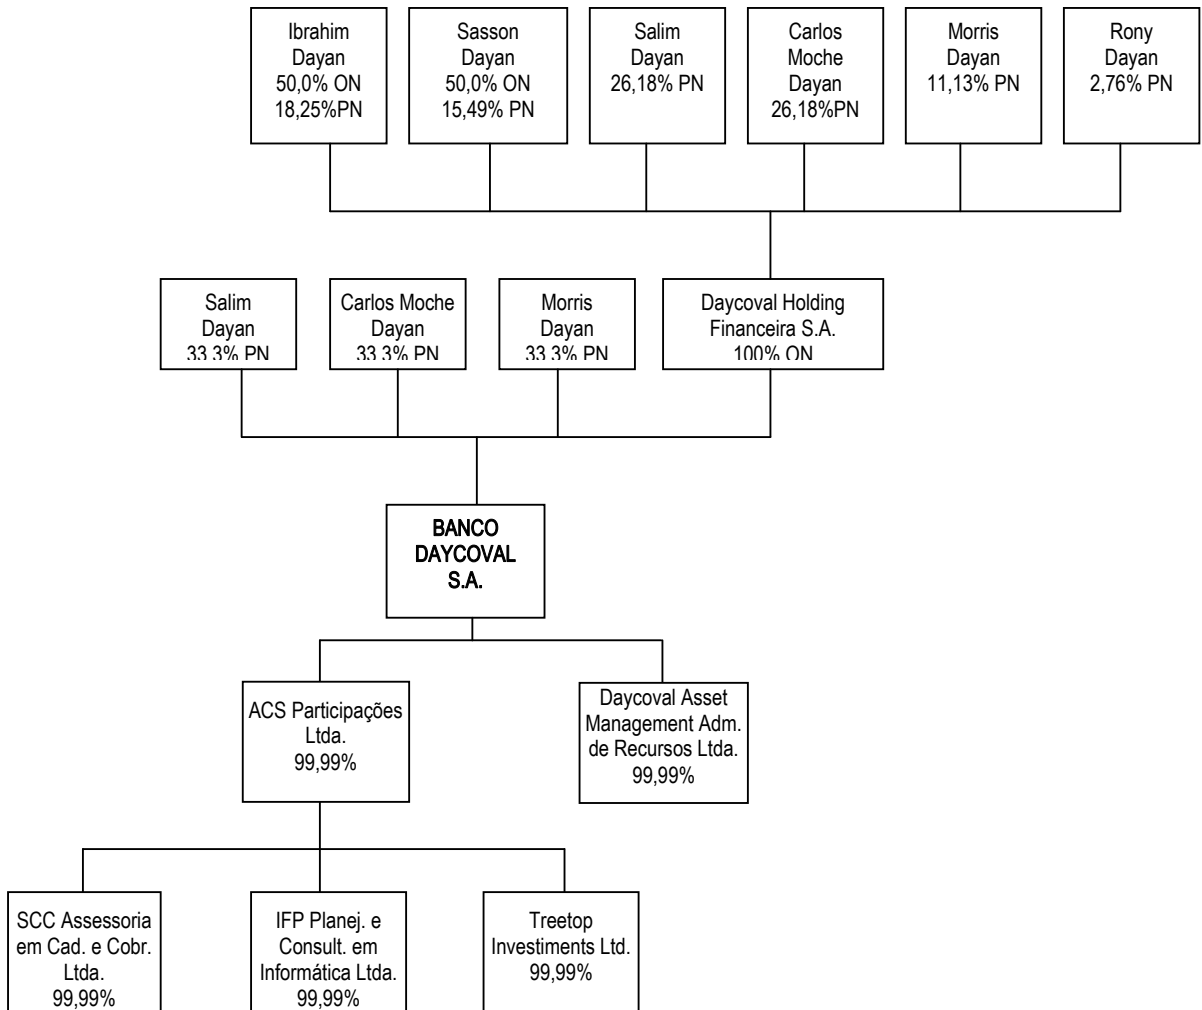 Ibrahim
Dayan
50,0% ON
18,25%PN
Sasson
Dayan
50,0% ON
15,49% PN
Salim
Dayan
26,18% PN
Carlos
Moche
Dayan
26,18%PN
Morris
Dayan
11,13% PN
Rony
Dayan
2,76% PN
Salim
Dayan
33,3% PN
Carlos Moche
Dayan
33,3% PN
Morris
Dayan
33,3% PN
Daycoval Holding
Financeira S.A.
100% ON
BANCO
DAYCOVAL
S.A.
ACS Participações
Ltda.
99,99%
Daycoval Asset
Management Adm.
de Recursos Ltda.
99,99%
SCC Assessoria
em Cad. e Cobr.
Ltda.
99,99%
IFP Planej. e
Consult. em
Informática Ltda.
99,99%
Treetop
Investiments Ltd.
99,99%